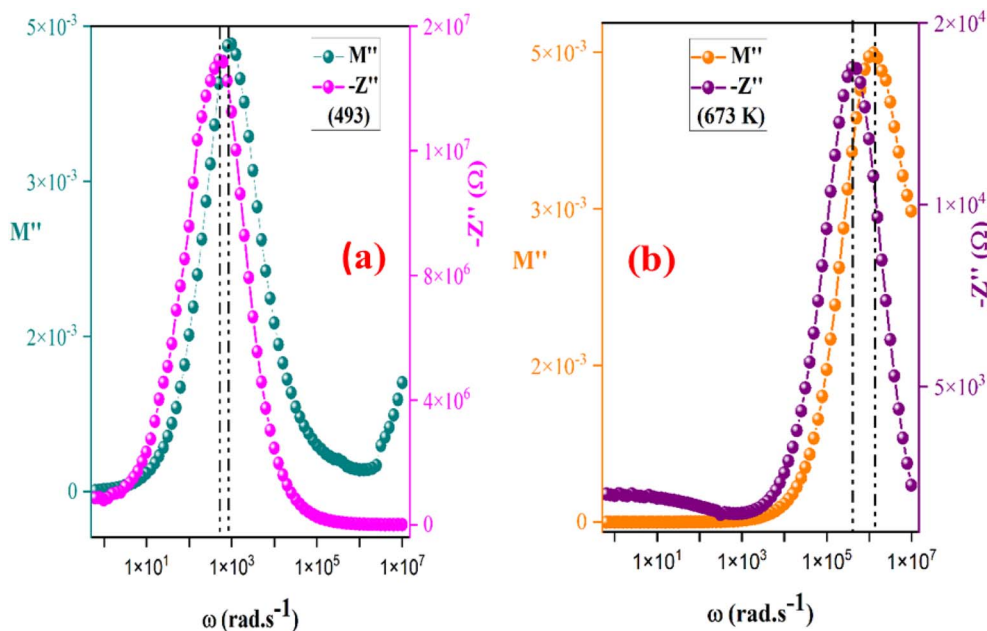 5×10⁻³
3×10⁻³
2×10⁻³
0
M''
M''
-Z''
(493)
(a)
2×10⁷
1×10⁷
8×10⁶
4×10⁶
0
-Z'' (Ω)
1×10¹
1×10³
1×10⁵
1×10⁷
ω (rad.s⁻¹)
5×10⁻³
3×10⁻³
2×10⁻³
0
M''
M''
-Z''
(673 K)
(b)
2×10⁴
1×10⁴
5×10³
-Z'' (Ω)
1×10¹
1×10³
1×10⁵
1×10⁷
ω (rad.s⁻¹)